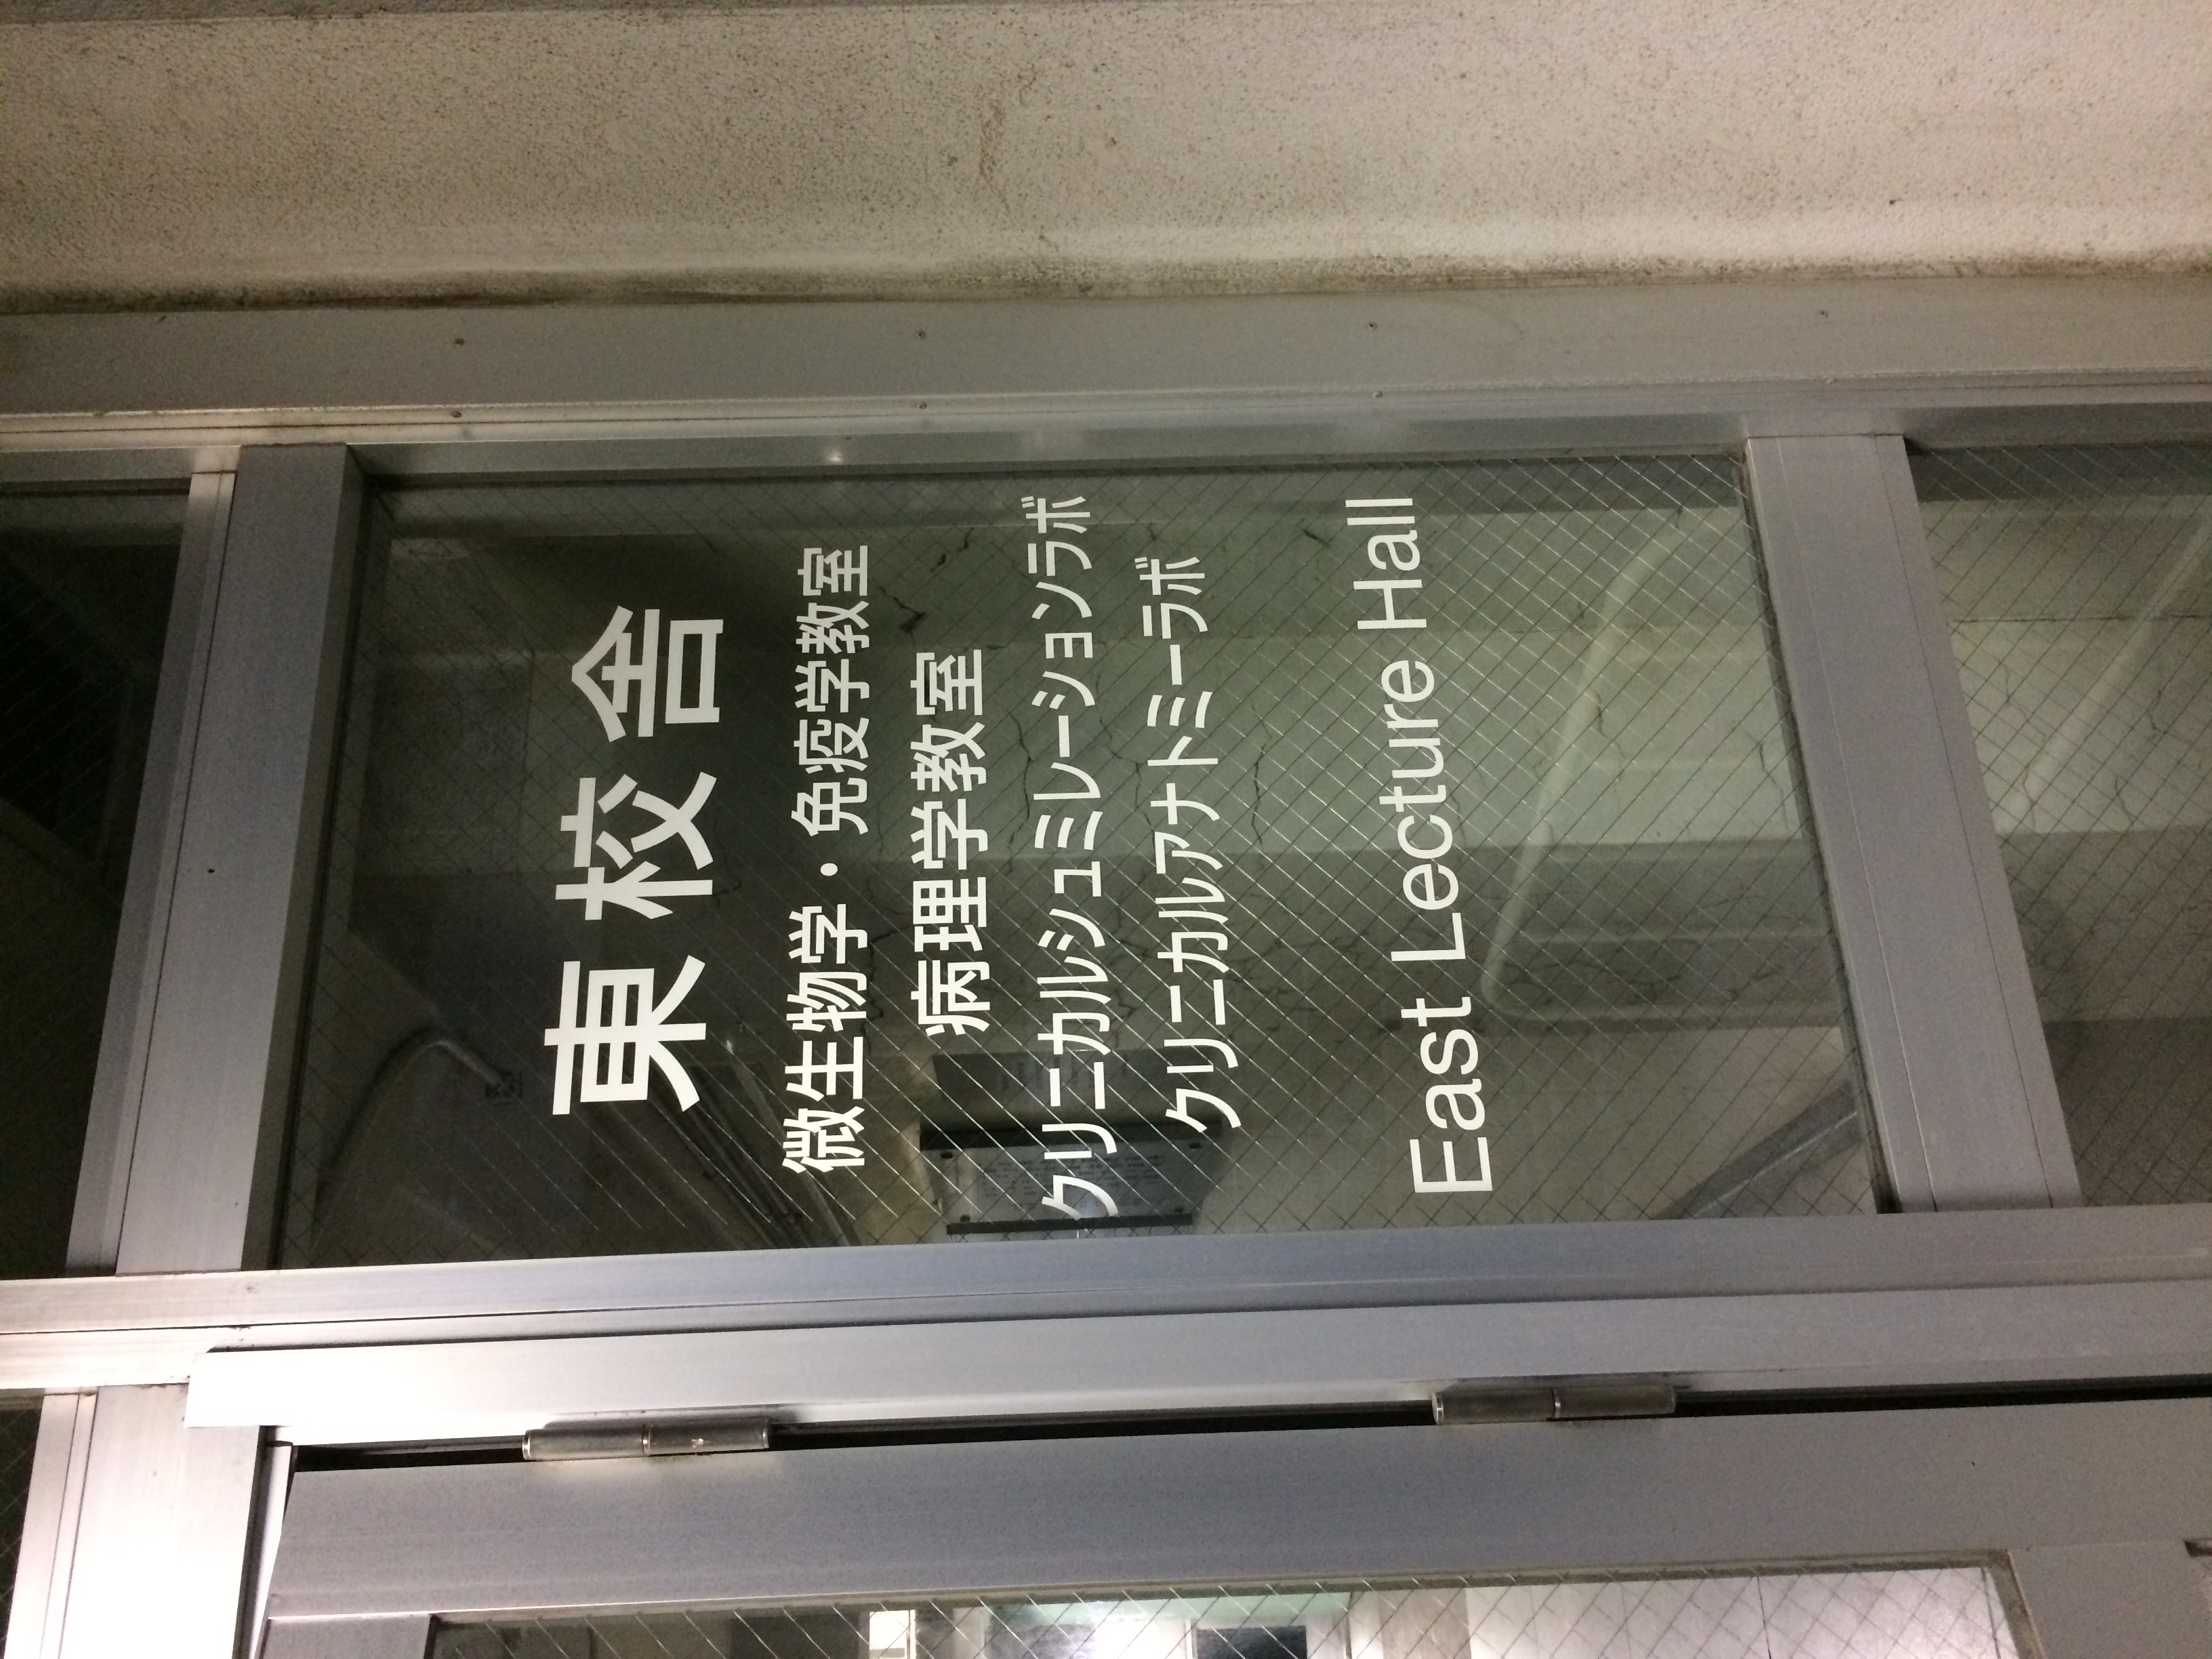 東校舎
微生物学・免疫学教室
病理学教室
クリニカルシュミレーションラボ
クリニカルアナトミーラボ
East Lecture Hall